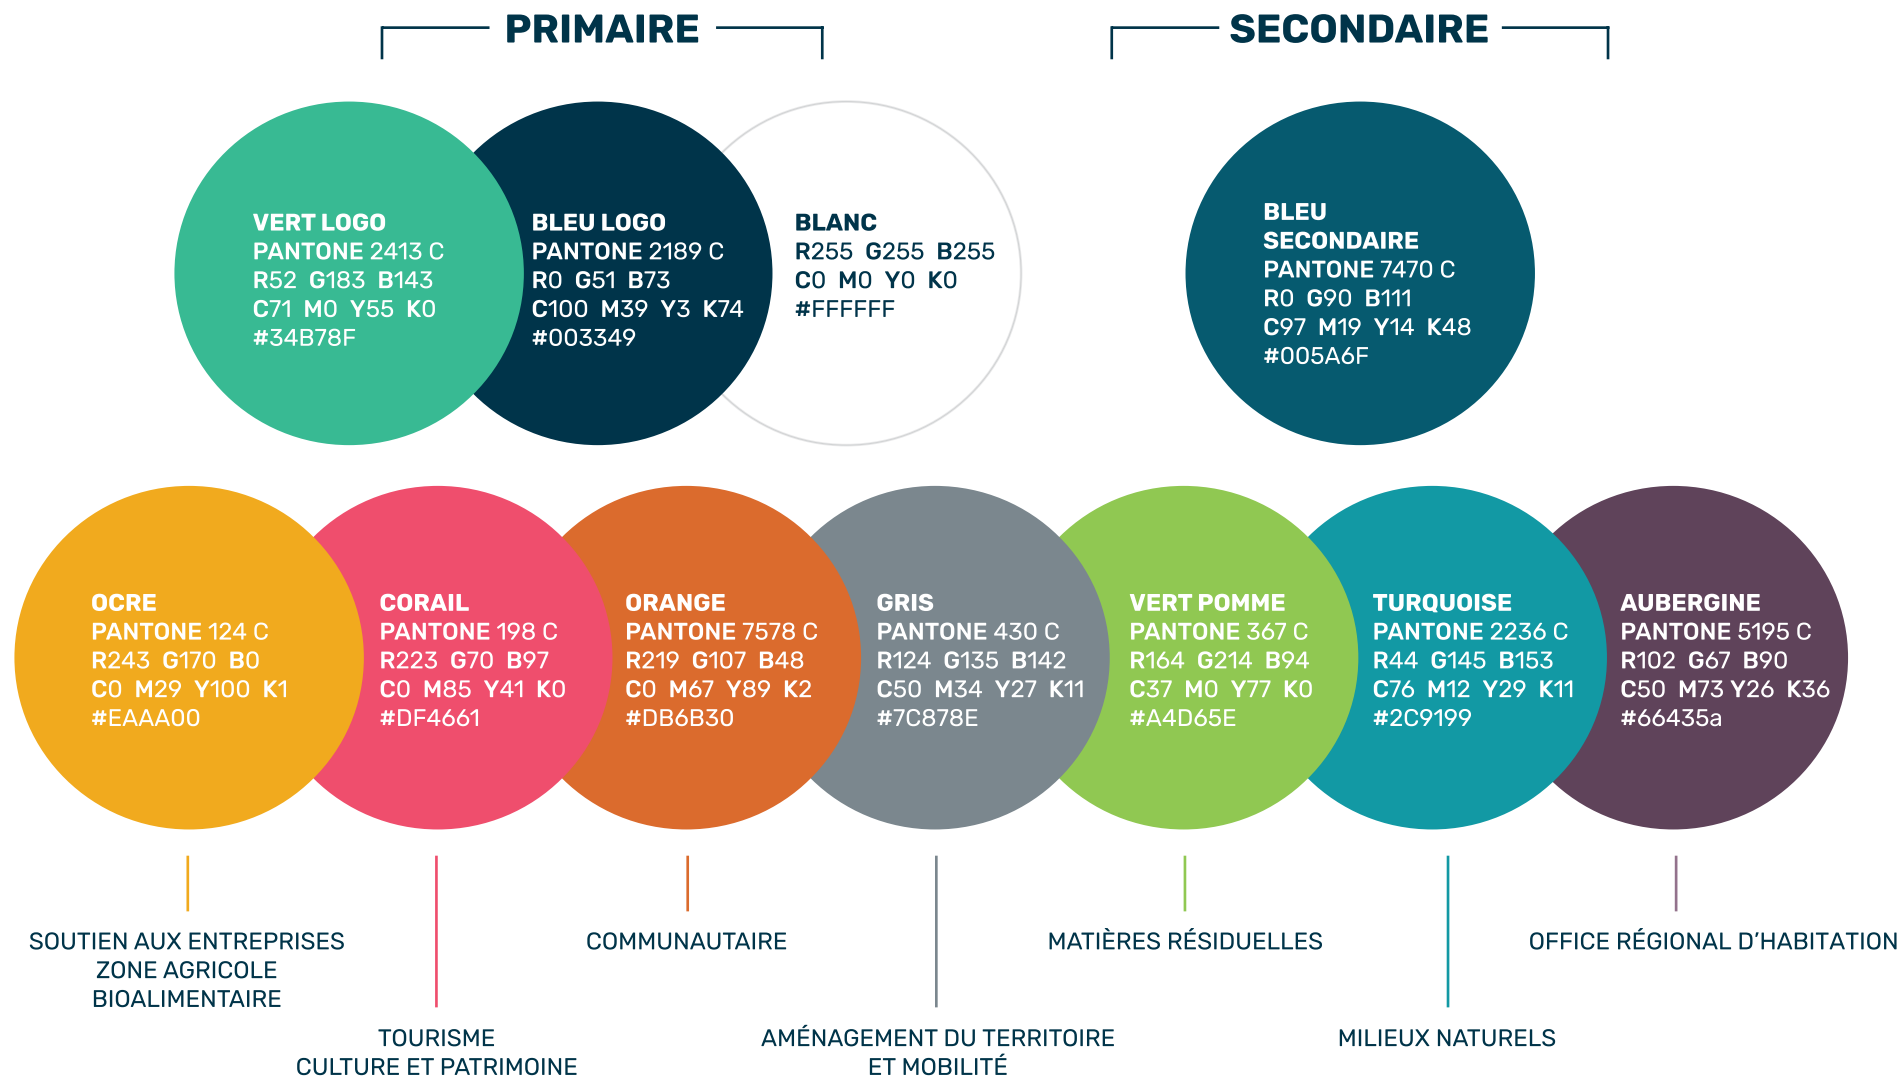 PRIMAIRE
SECONDAIRE
VERT LOGO
PANTONE 2413 C
R52 G183 B143
C71 M0 Y55 K0
#34B78F
BLEU LOGO
PANTONE 2189 C
R0 G51 B73
C100 M39 Y3 K74
#003349
BLANC
R255 G255 B255
C0 M0 Y0 K0
#FFFFFF
BLEU
SECONDAIRE
PANTONE 7470 C
R0 G90 B111
C97 M19 Y14 K48
#005A6F
OCRE
PANTONE 124 C
R243 G170 B0
C0 M29 Y100 K1
#EAAA00
CORAIL
PANTONE 198 C
R223 G70 B97
C0 M85 Y41 K0
#DF4661
ORANGE
PANTONE 7578 C
R219 G107 B48
C0 M67 Y89 K2
#DB6B30
GRIS
PANTONE 430 C
R124 G135 B142
C50 M34 Y27 K11
#7C878E
VERT POMME
PANTONE 367 C
R164 G214 B94
C37 M0 Y77 K0
#A4D65E
TURQUOISE
PANTONE 2236 C
R44 G145 B153
C76 M12 Y29 K11
#2C9199
AUBERGINE
PANTONE 5195 C
R102 G67 B90
C50 M73 Y26 K36
#66435a
SOUTIEN AUX ENTREPRISES
ZONE AGRICOLE
BIOALIMENTAIRE
TOURISME
CULTURE ET PATRIMOINE
COMMUNAUTAIRE
AMÉNAGEMENT DU TERRITOIRE
ET MOBILITÉ
MATIÈRES RÉSIDUELLES
MILIEUX NATURELS
OFFICE RÉGIONAL D’HABITATION